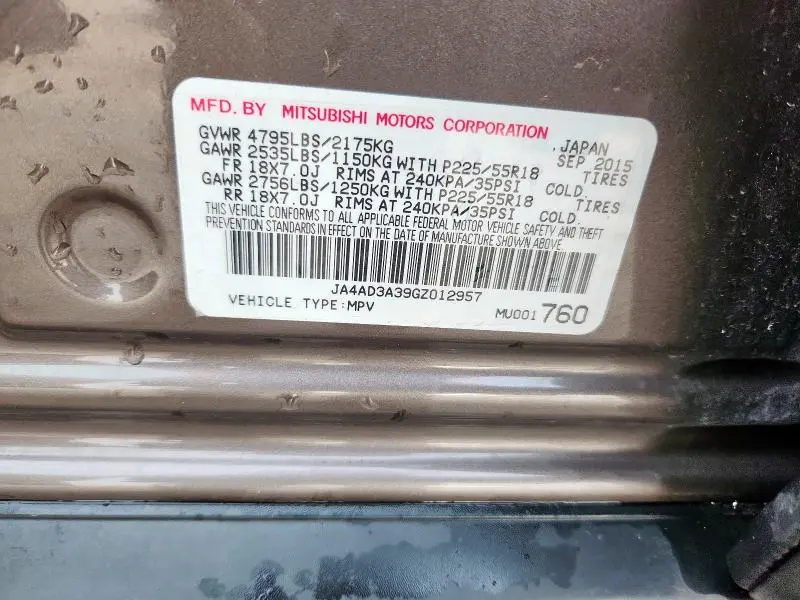 MFD. BY MITSUBISHI MOTORS CORPORATION , JAPAN
GVWR 4795LBS/2175KG SEP 2015
GAWR 2535LBS/1150KG WITH P225/55R18 TIRES
FR 18X7.0J RIMS AT 240KPA/35PSI COLD.
GAWR 2756LBS/1250KG WITH P225/55R18 TIRES
RR 18X7.0J RIMS AT 240KPA/35PSI COLD.
THIS VEHICLE CONFORMS TO ALL APPLICABLE FEDERAL MOTOR VEHICLE SAFETY AND THEFT
PREVENTION STANDARDS IN EFFECT ON THE DATE OF MANUFACTURE SHOWN ABOVE.
JA4AD3A39GZ012957
VEHICLE TYPE:MPV MU001 760